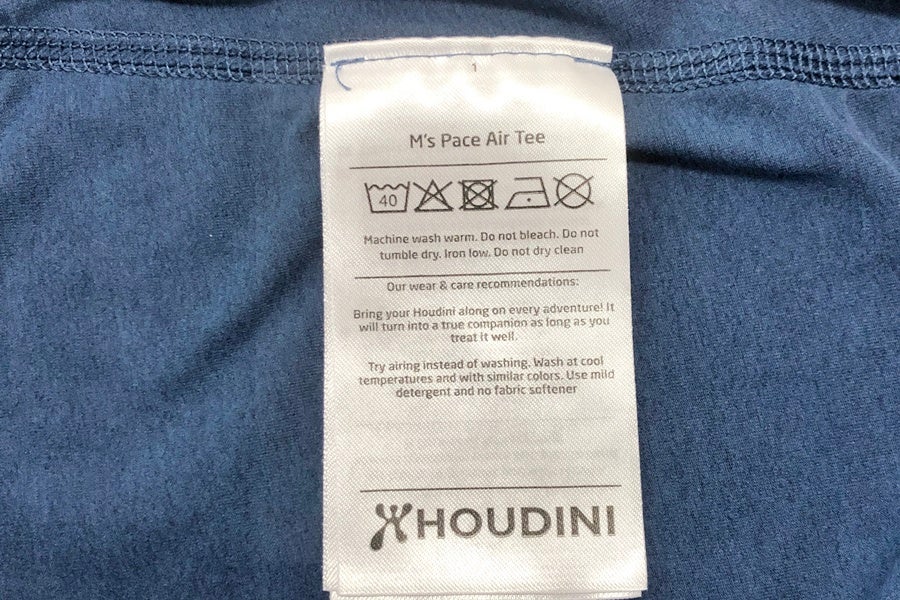 1
M's Pace Air Tee
40
Machine wash warm. Do not bleach. Do not
tumble dry. Iron low. Do not dry clean
Our wear & care recommendations:
Bring your Houdini along on every adventure! It
will turn into a true companion as long as you
treat it well.
Try airing instead of washing. Wash at cool
temperatures and with similar colors. Use mild
detergent and no fabric softener
HOUDINI